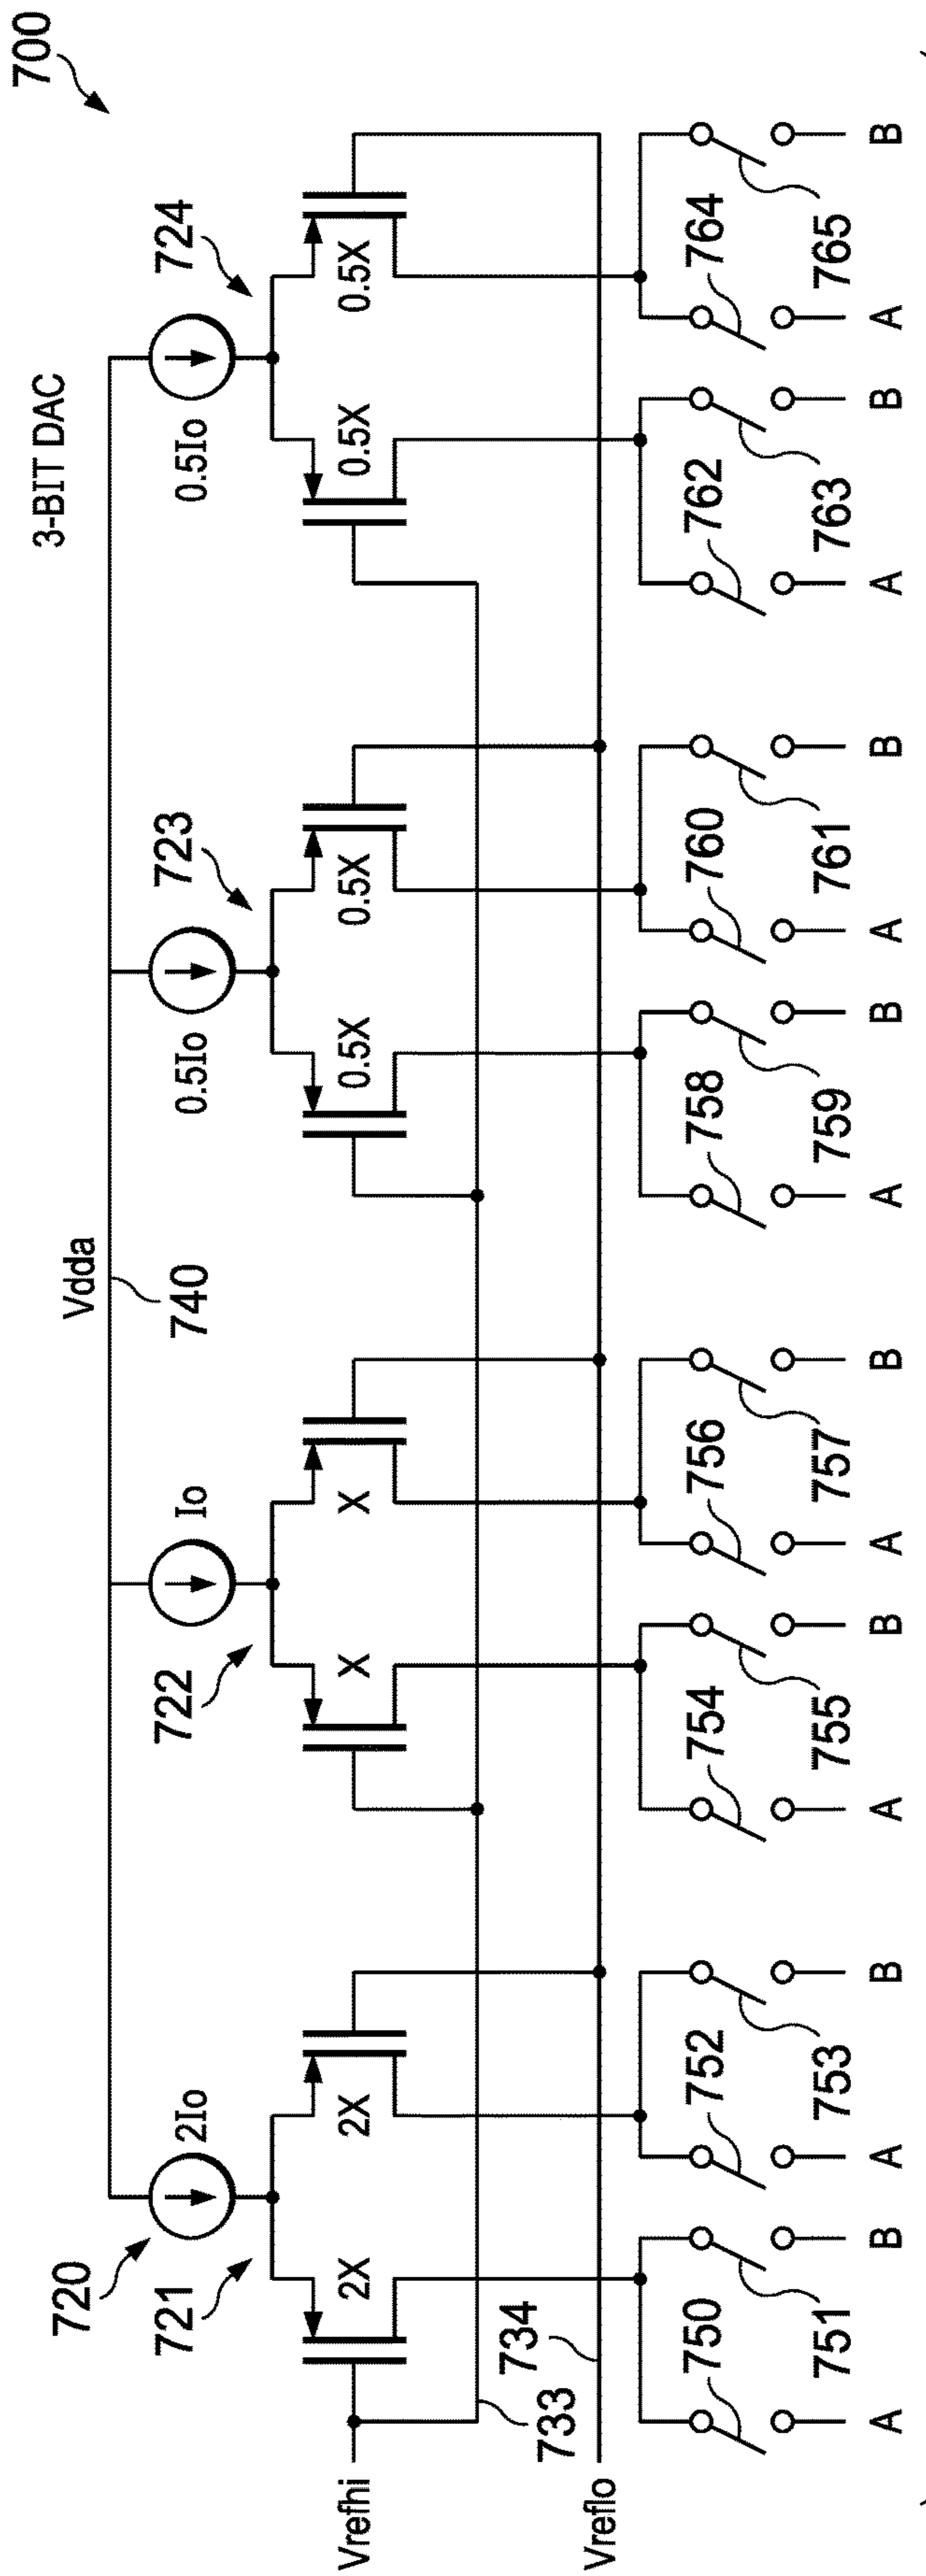 700
3-BIT DAC
Vdda
740
720
2Io
Io
0.5Io
0.5Io
721
722
723
724
2X
2X
X
X
0.5X
0.5X
0.5X
0.5X
Vrefhi
733
734
Vreflo
750
752
754
756
758
760
762
764
751
753
755
757
759
761
763
765
A B A B A B A B A B A B A B A B